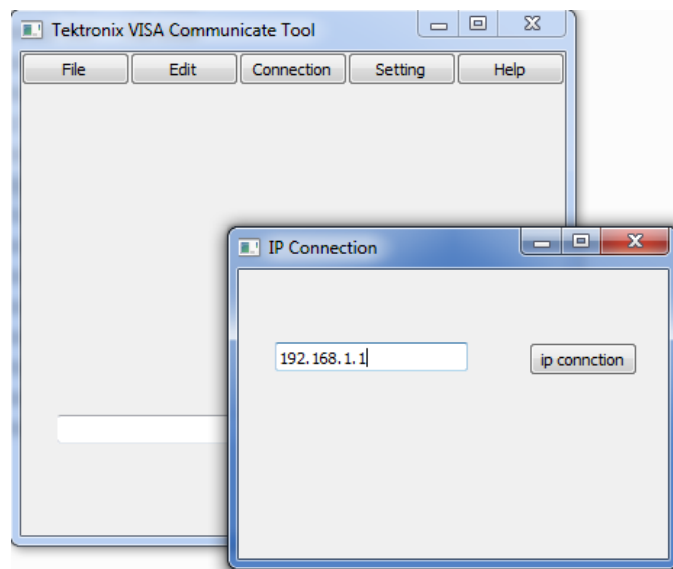 Tektronix VISA Communicate Tool
File Edit Connection Setting Help
IP Connection
192.168.1.1 ip connction